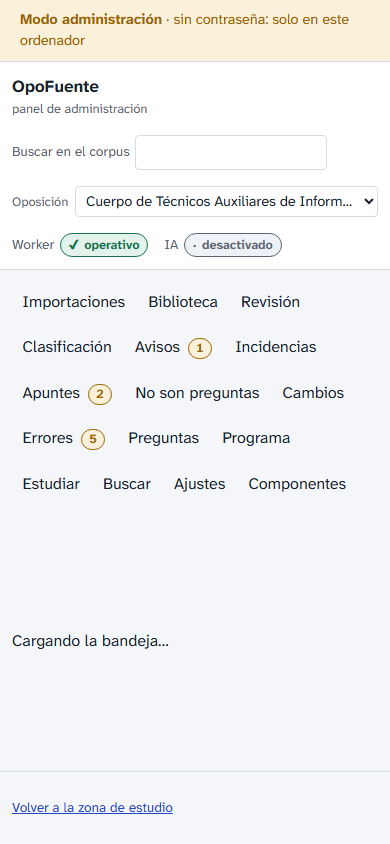 Modo administración · sin contraseña: solo en este
ordenador
OpoFuente
panel de administración
Buscar en el corpus
Oposición Cuerpo de Técnicos Auxiliares de Inform...
Worker ✓ operativo IA · desactivado
Importaciones Biblioteca Revisión
Clasificación Avisos 1 Incidencias
Apuntes 2 No son preguntas Cambios
Errores 5 Preguntas Programa
Estudiar Buscar Ajustes Componentes
Cargando la bandeja...
Volver a la zona de estudio